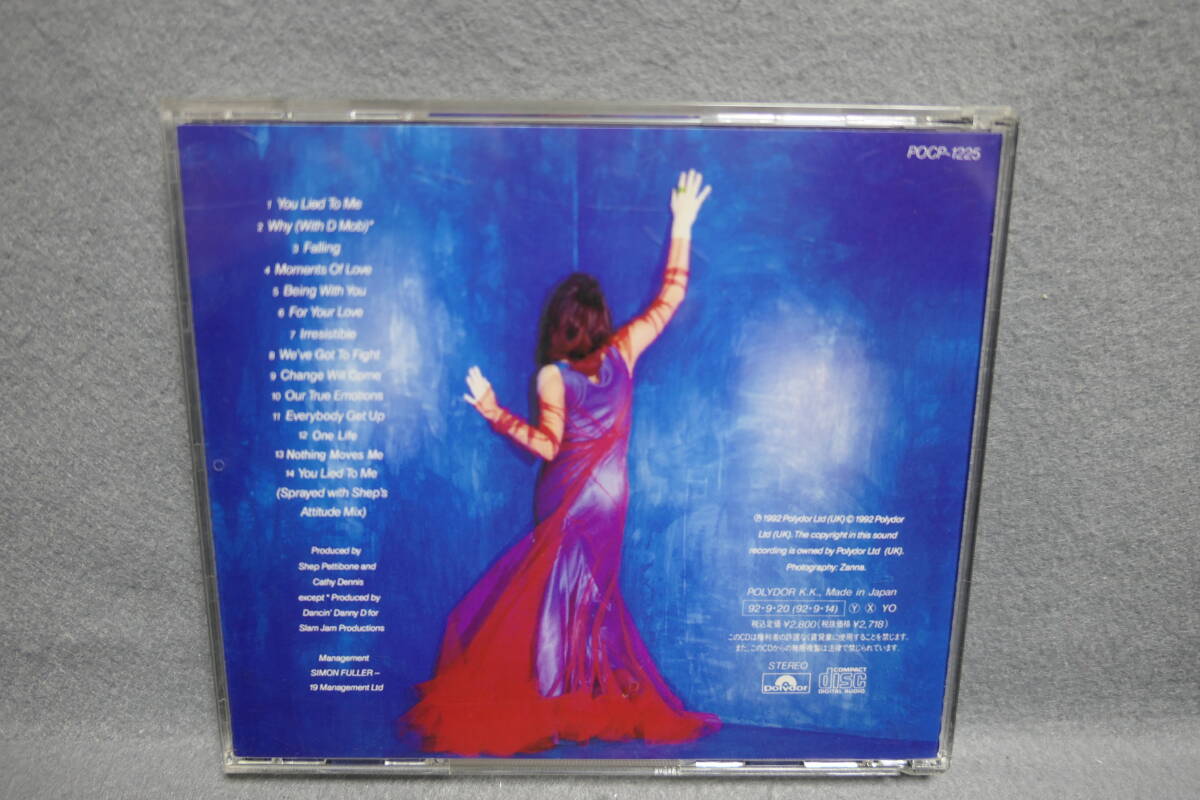 POCP-1225
1 You Lied To Me
2 Why (With D Mob)*
3 Falling
4 Moments Of Love
5 Being With You
6 For Your Love
7 Irresistible
8 We've Got To Fight
9 Change Will Come
10 Our True Emotions
11 Everybody Get Up
12 One Life
13 Nothing Moves Me
14 You Lied To Me
(Sprayed with Shep's
Attitude Mix)
Produced by
Shep Pettibone and
Cathy Dennis
except * Produced by
Dancin' Danny D for
Slam Jam Productions
Management
SIMON FULLER –
19 Management Ltd
℗ 1992 Polydor Ltd (UK) © 1992 Polydor
Ltd (UK). The copyright in this sound
recording is owned by Polydor Ltd (UK).
Photography: Zanna.
POLYDOR K.K., Made in Japan
92・9・20 (92・9・14) Ⓨ Ⓧ YO
税込定価 ¥2,800(税抜価格 ¥2,718)
このCDは権利者の許諾なく賃貸業に使用することを禁じます。
また、このCDからの無断複製は法律で禁じられています。
STEREO
polydor
COMPACT
disc
DIGITAL AUDIO